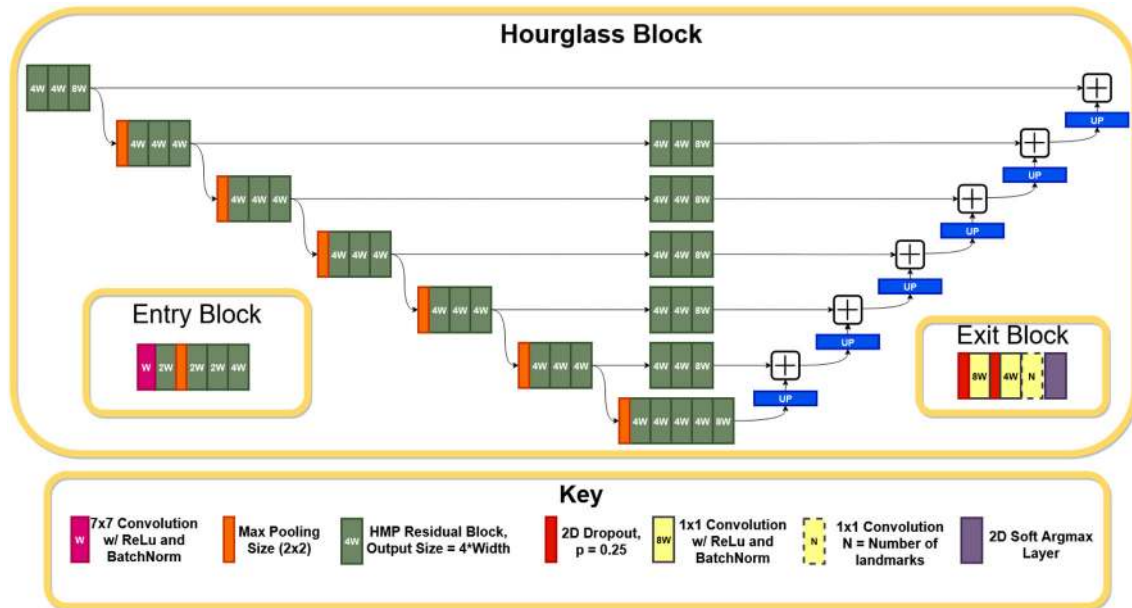 Hourglass Block
4W 4W 8W
UP
4W 4W 4W
4W 4W 8W
UP
4W 4W 4W
4W 4W 8W
UP
4W 4W 4W
4W 4W 8W
UP
4W 4W 4W
4W 4W 8W
UP
4W 4W 4W
4W 4W 8W
UP
4W 4W 4W 4W 8W
Entry Block
W 2W 2W 2W 4W
Exit Block
8W 4W N
Key
W
7x7 Convolution
w/ ReLu and
BatchNorm
Max Pooling
Size (2x2)
4W
HMP Residual Block,
Output Size = 4*Width
2D Dropout,
p = 0.25
8W
1x1 Convolution
w/ ReLu and
BatchNorm
N
1x1 Convolution
N = Number of
landmarks
2D Soft Argmax
Layer